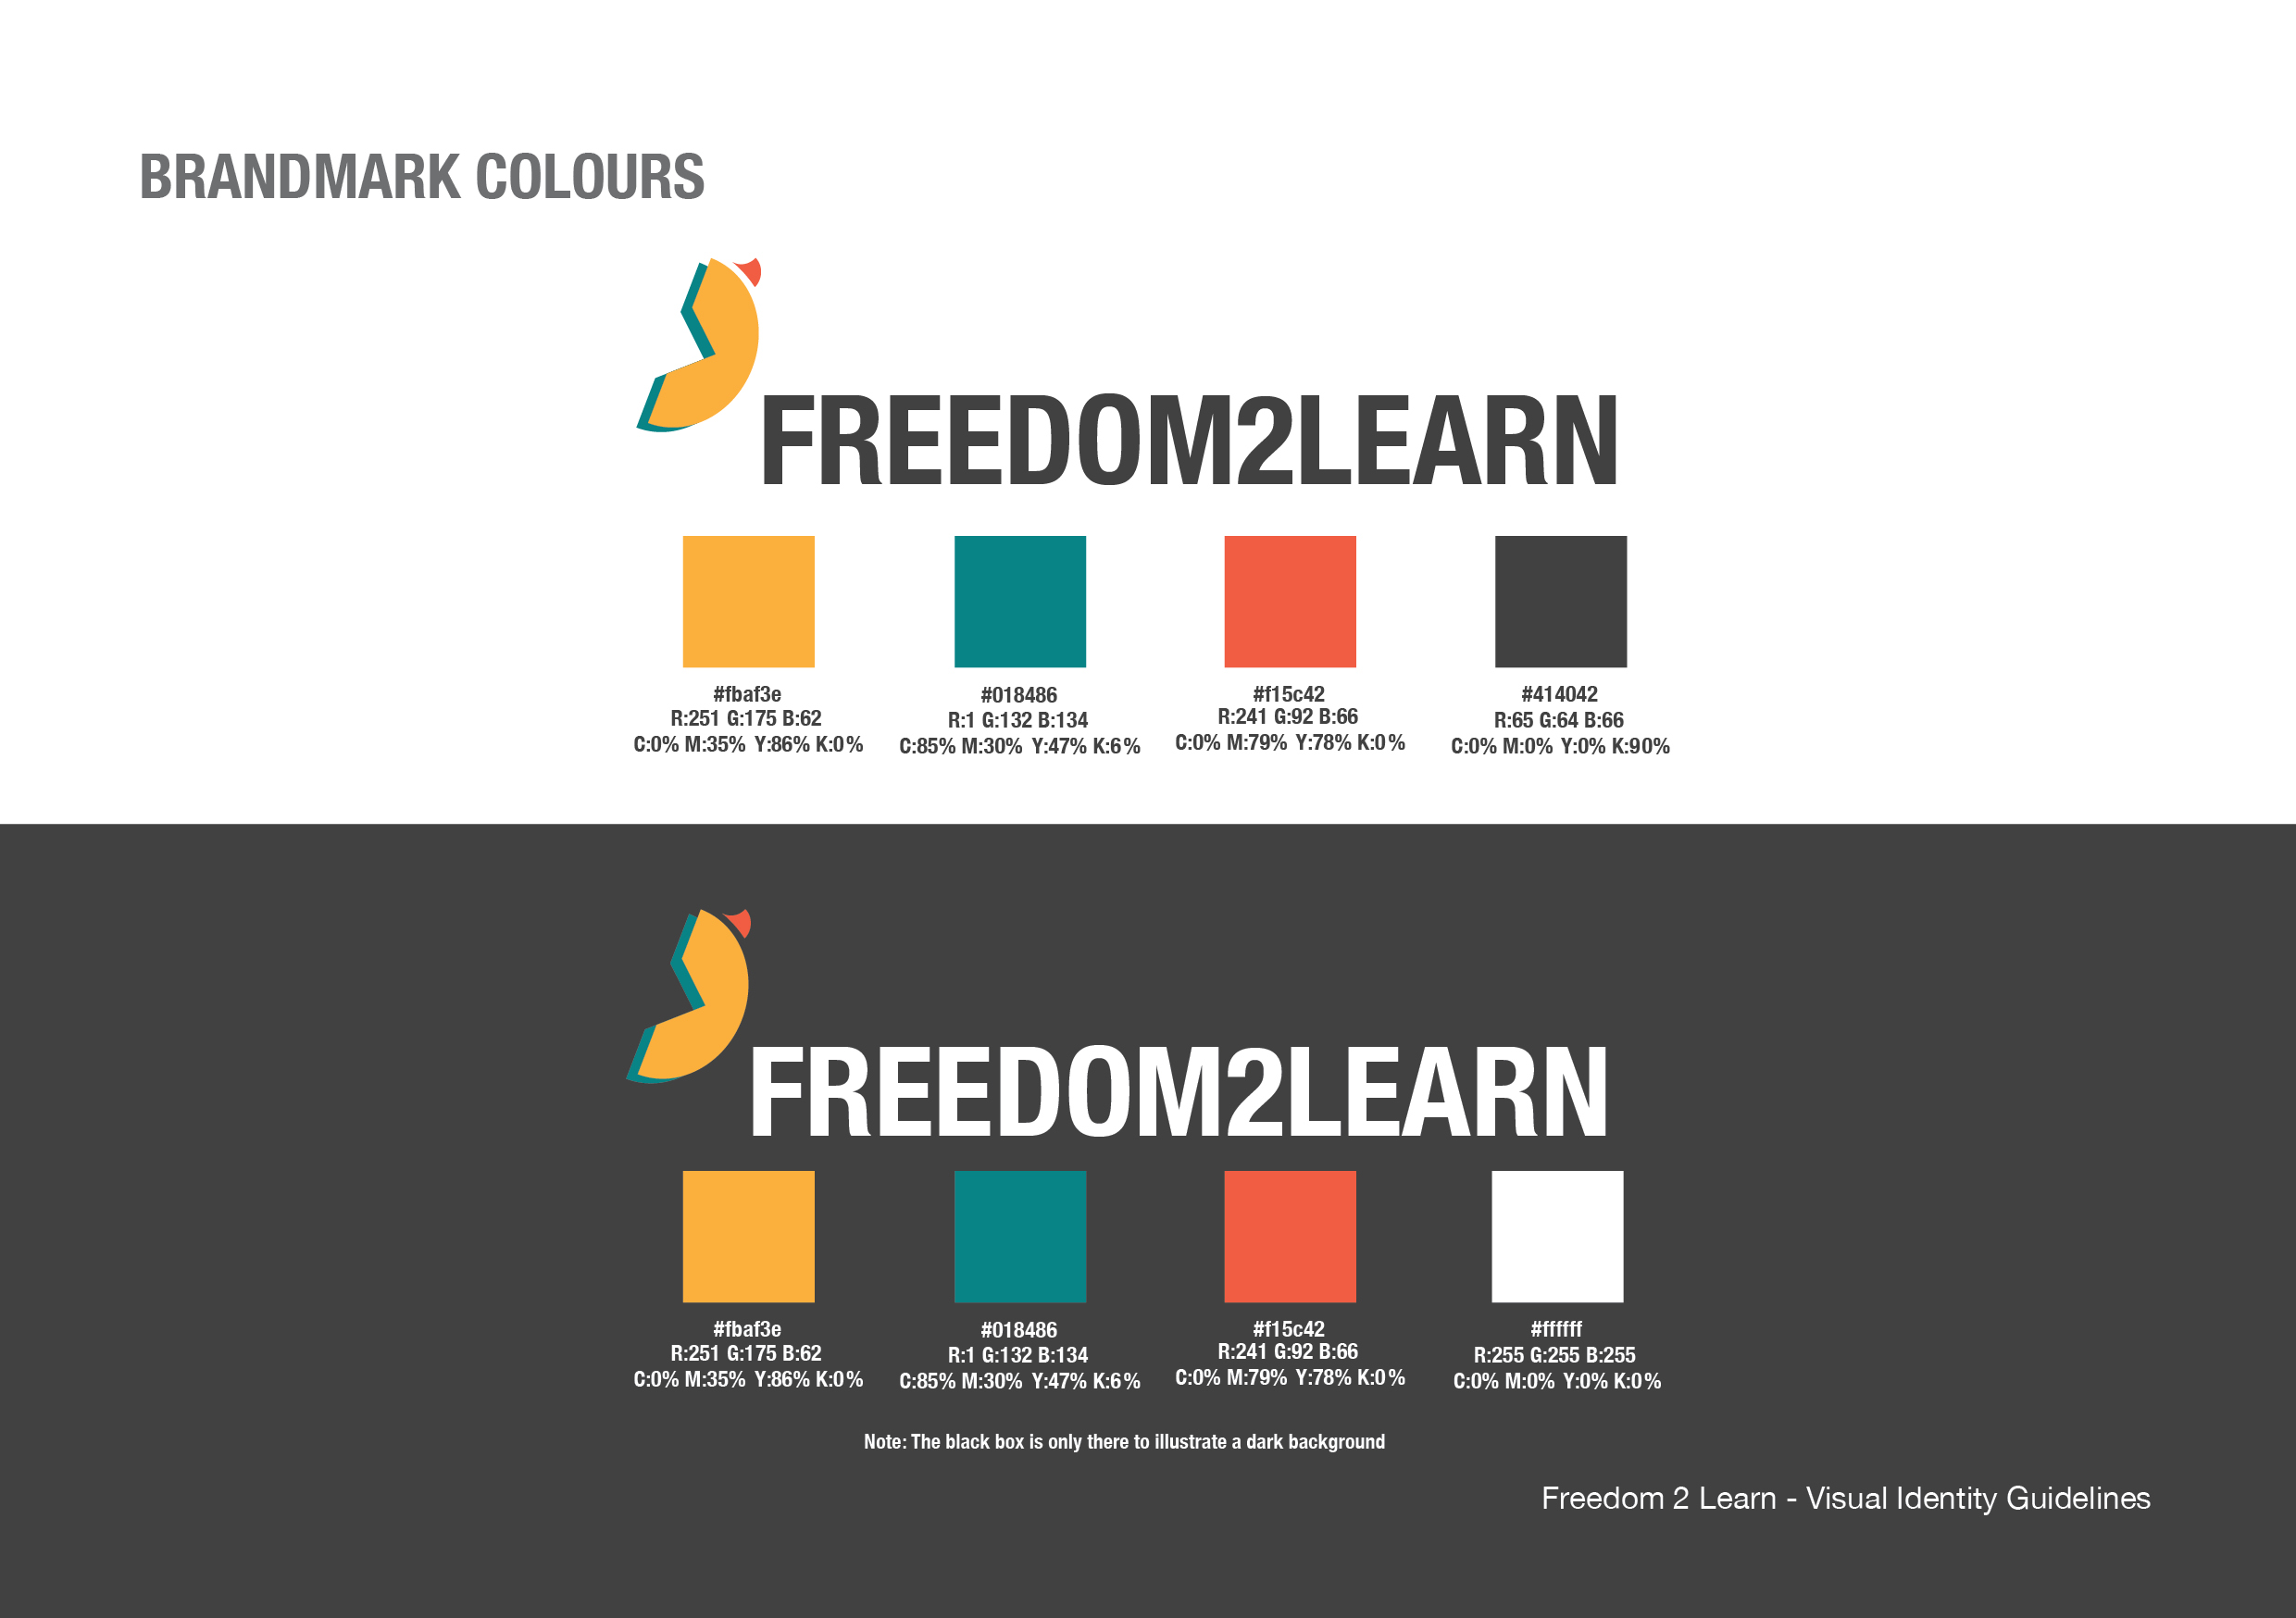 BRANDMARK COLOURS
FREEDOM2LEARN
#fbaf3e
R:251 G:175 B:62
C:0% M:35% Y:86% K:0%
#018486
R:1 G:132 B:134
C:85% M:30% Y:47% K:6%
#f15c42
R:241 G:92 B:66
C:0% M:79% Y:78% K:0%
#414042
R:65 G:64 B:66
C:0% M:0% Y:0% K:90%
FREEDOM2LEARN
#fbaf3e
R:251 G:175 B:62
C:0% M:35% Y:86% K:0%
#018486
R:1 G:132 B:134
C:85% M:30% Y:47% K:6%
#f15c42
R:241 G:92 B:66
C:0% M:79% Y:78% K:0%
#ffffff
R:255 G:255 B:255
C:0% M:0% Y:0% K:0%
Note: The black box is only there to illustrate a dark background
Freedom 2 Learn - Visual Identity Guidelines